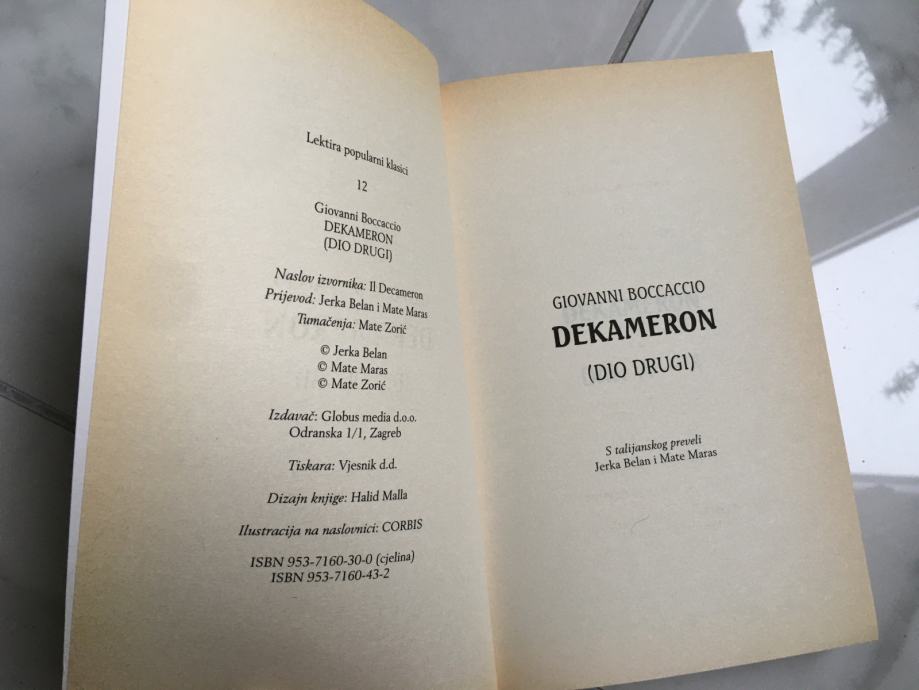 Lektira popularni klasici
12
Giovanni Boccaccio
DEKAMERON
(DIO DRUGI)
Naslov izvornika: Il Decameron
Prijevod: Jerka Belan i Mate Maras
Tumačenja: Mate Zorić
© Jerka Belan
© Mate Maras
© Mate Zorić
Izdavač: Globus media d.o.o.
Odranska 1/1, Zagreb
Tiskara: Vjesnik d.d.
Dizajn knjige: Halid Malla
Ilustracija na naslovnici: CORBIS
ISBN 953-7160-30-0 (cjelina)
ISBN 953-7160-43-2
GIOVANNI BOCCACCIO
DEKAMERON
(DIO DRUGI)
S talijanskog preveli
Jerka Belan i Mate Maras